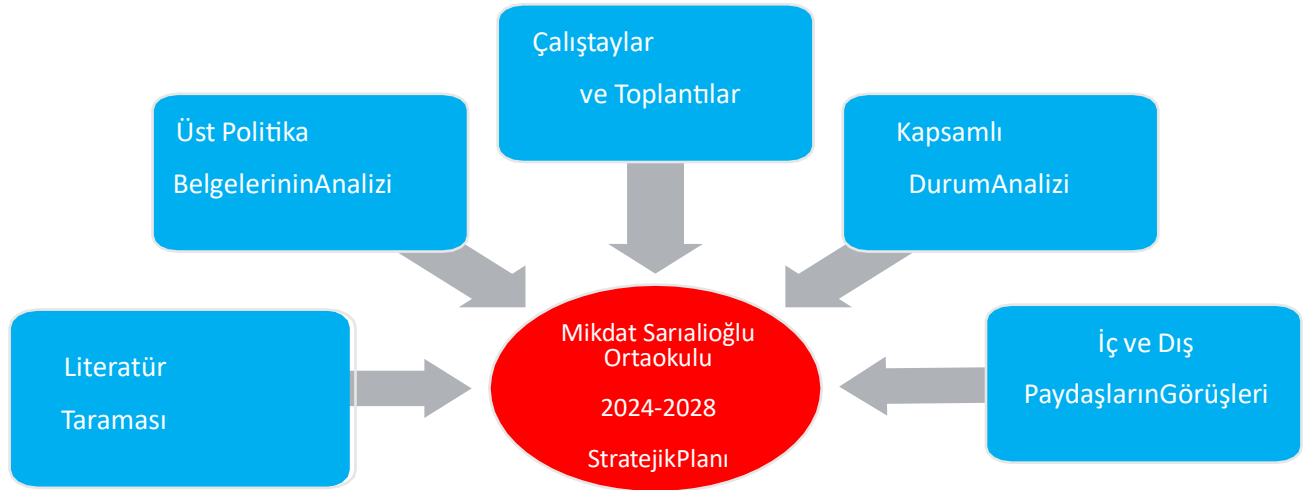 Çalıştaylar
ve Toplantılar
Üst Politika
BelgelerininAnalizi
Kapsamlı
DurumAnalizi
Literatür
Taraması
Mikdat Sarıalioğlu
Ortaokulu
2024-2028
StratejikPlanı
İç ve Dış
PaydaşlarınGörüşleri